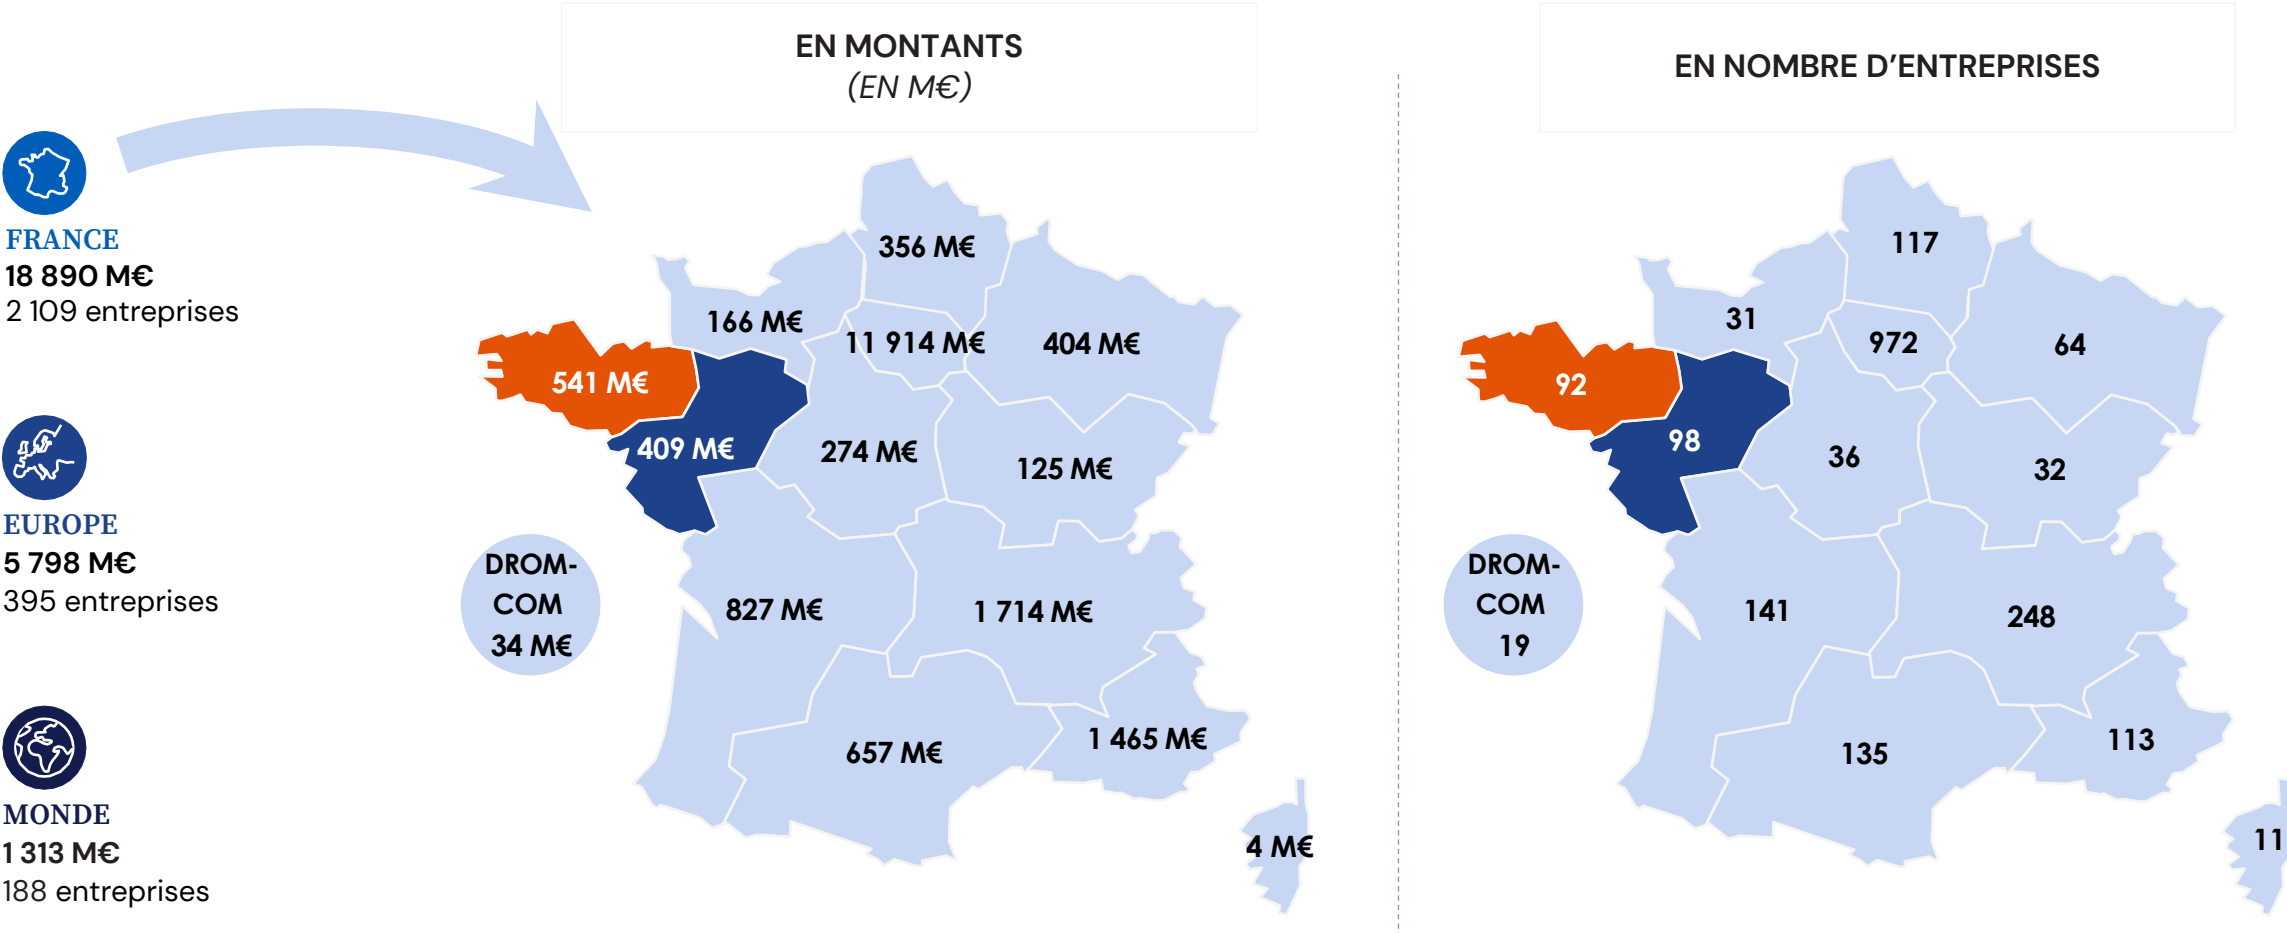 EN MONTANTS
(EN M€)
EN NOMBRE D'ENTREPRISES
FRANCE
18 890 M€
2 109 entreprises
EUROPE
5 798 M€
395 entreprises
MONDE
1 313 M€
188 entreprises
356 M€
166 M€
11 914 M€
404 M€
541 M€
409 M€
274 M€
125 M€
DROM-
COM
34 M€
827 M€
1 714 M€
657 M€
1 465 M€
4 M€
117
31
972
64
92
98
36
32
DROM-
COM
19
141
248
135
113
11